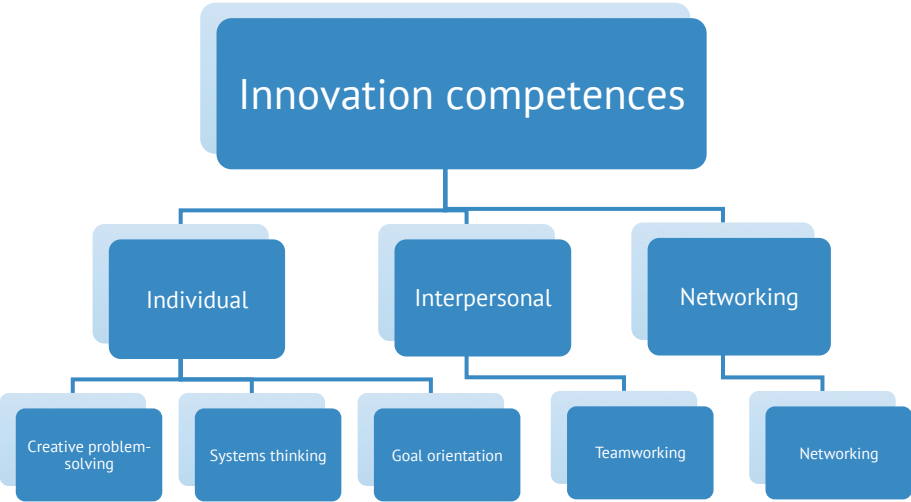 Innovation competences
Individual
Interpersonal
Networking
Creative problem-
solving
Systems thinking
Goal orientation
Teamworking
Networking